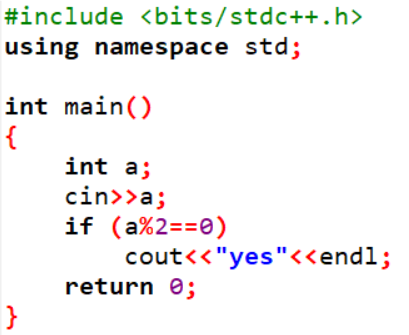 #include <bits/stdc++.h>
using namespace std;
int main()
{
int a;
cin>>a;
if (a%2==0)
cout<<"yes"<<endl;
return 0;
}